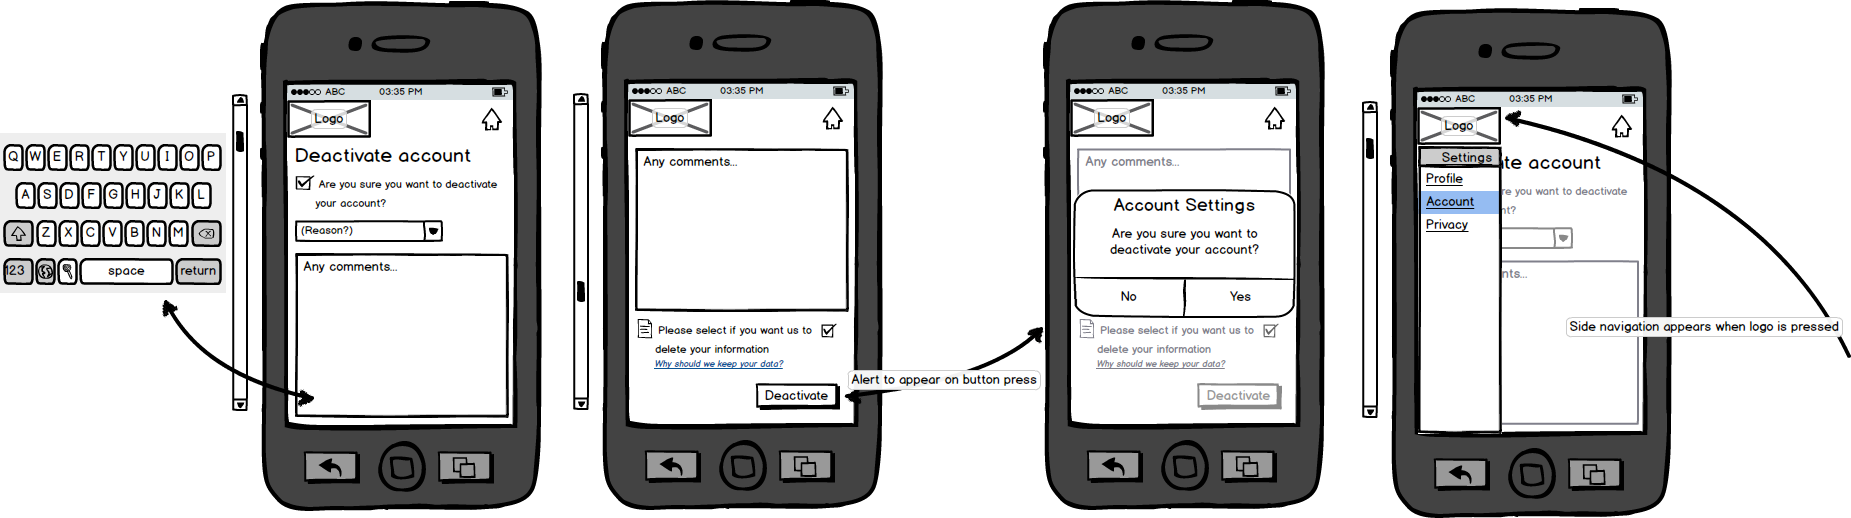 Q W E R T Y U I O P
A S D F G H J K L
Z X C V B N M
123 space return
●●●○○ ABC 03:35 PM
Logo
Deactivate account
Are you sure you want to deactivate
your account?
(Reason?)
Any comments...
●●●○○ ABC 03:35 PM
Logo
Any comments...
Please select if you want us to
delete your information
Why should we keep your data?
Deactivate
Alert to appear on button press
●●●○○ ABC 03:35 PM
Logo
Any comments...
Account Settings
Are you sure you want to
deactivate your account?
No Yes
Please select if you want us to
delete your information
Why should we keep your data?
Deactivate
●●●○○ ABC 03:35 PM
Logo
Settings
Profile
Account
Privacy
te account
re you want to deactivate
nt?
nts...
Side navigation appears when logo is pressed